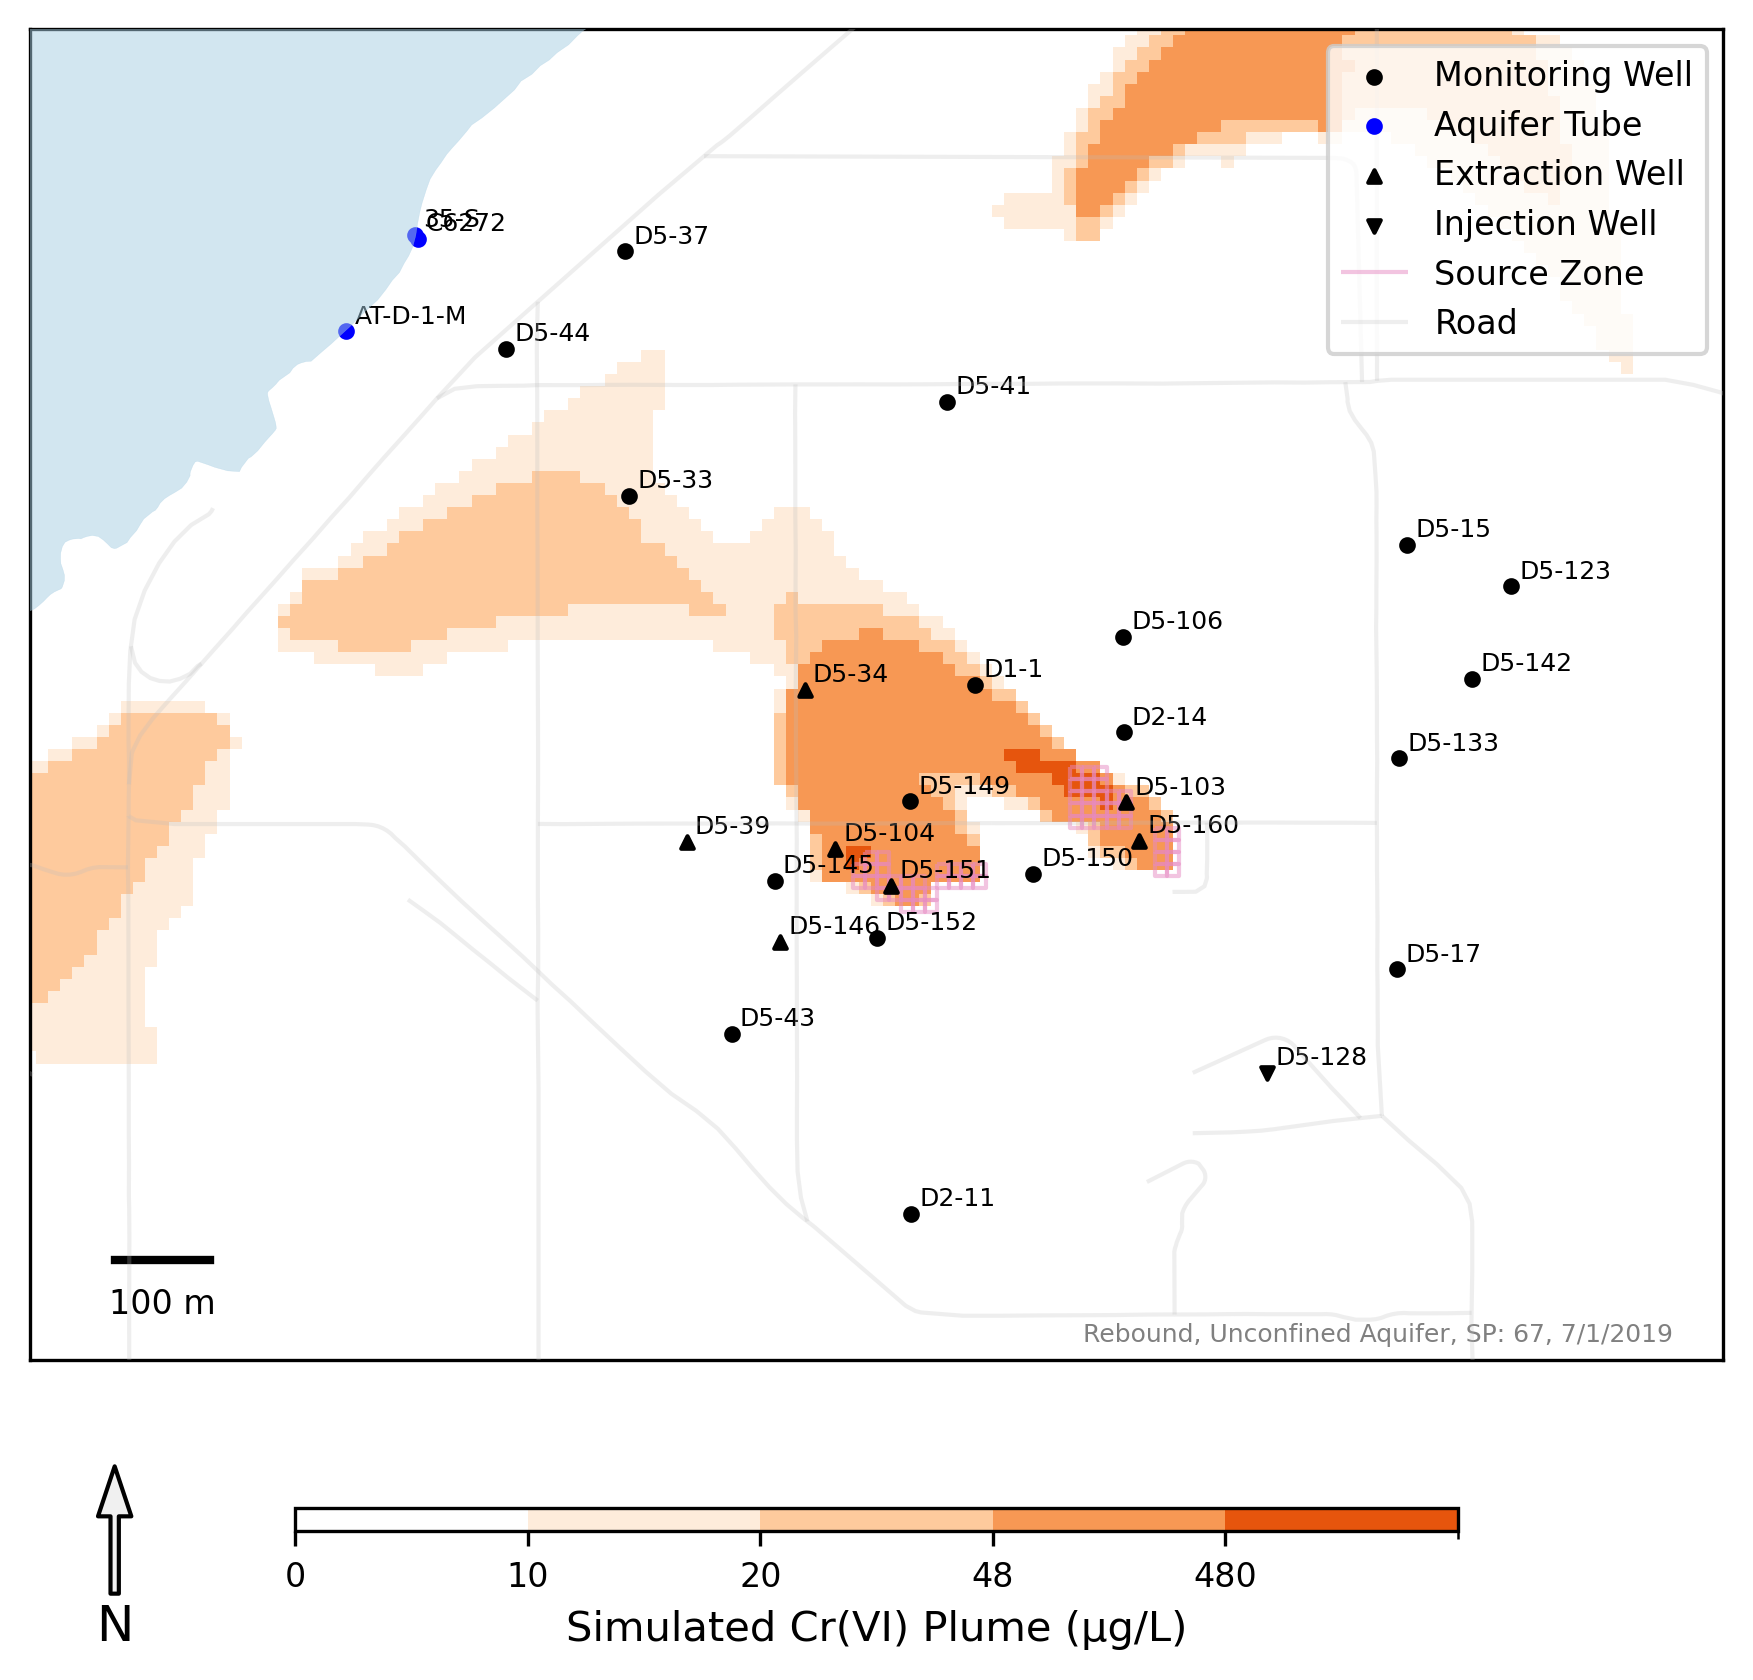 Monitoring Well
Aquifer Tube
Extraction Well
Injection Well
Source Zone
Road
35-S
C6272
D5-37
AT-D-1-M
D5-44
D5-41
D5-33
D5-15
D5-123
D5-106
D5-142
D1-1
D5-34
D2-14
D5-133
D5-149
D5-103
D5-39
D5-104
D5-160
D5-145
D5-151
D5-150
D5-146
D5-152
D5-17
D5-43
D5-128
D2-11
100 m
Rebound, Unconfined Aquifer, SP: 67, 7/1/2019
0 10 20 48 480
Simulated Cr(VI) Plume (μg/L)
N